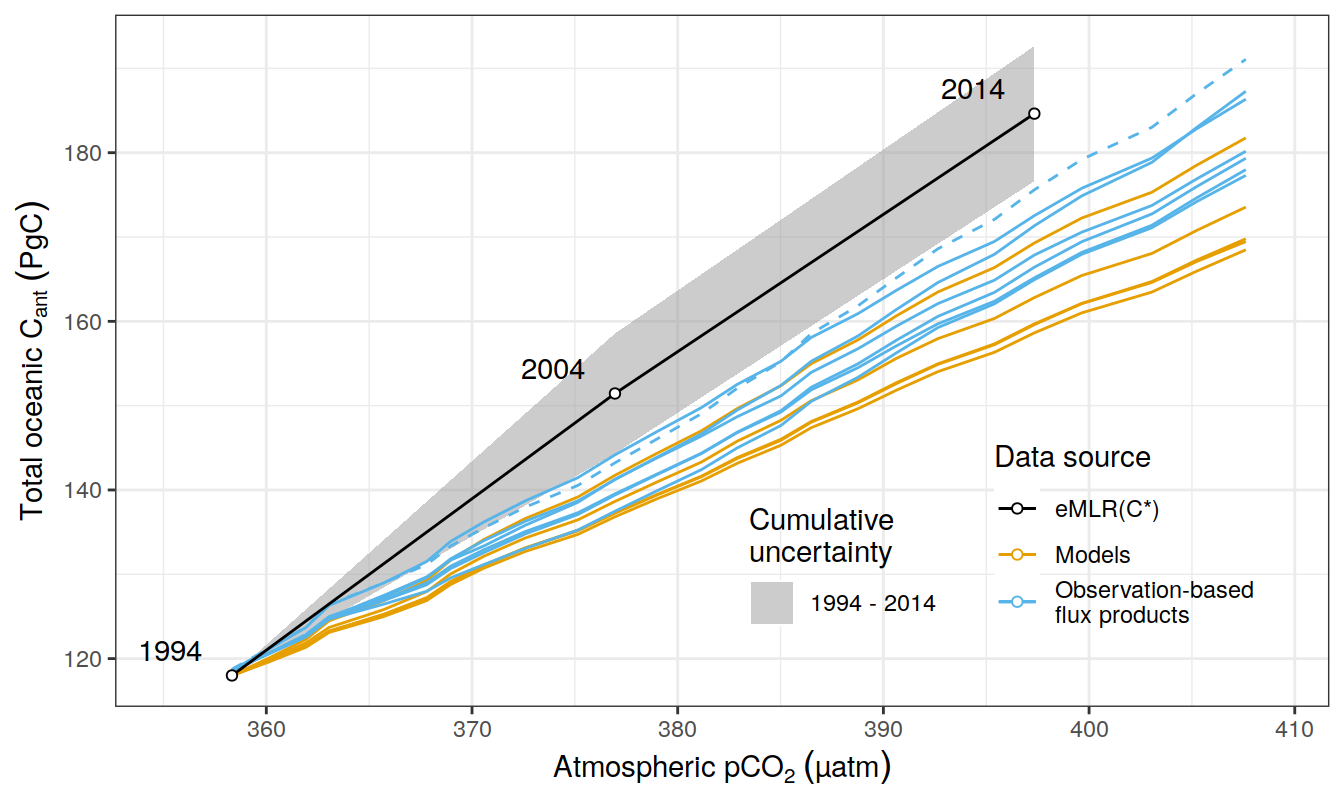 2014
180
2004
160
Total oceanic Cant (PgC)
140
Data source
eMLR(C*)
Models
Observation-based
flux products
Cumulative
uncertainty
1994 - 2014
1994
120
360
370
380
390
400
410
Atmospheric pCO2 (µatm)